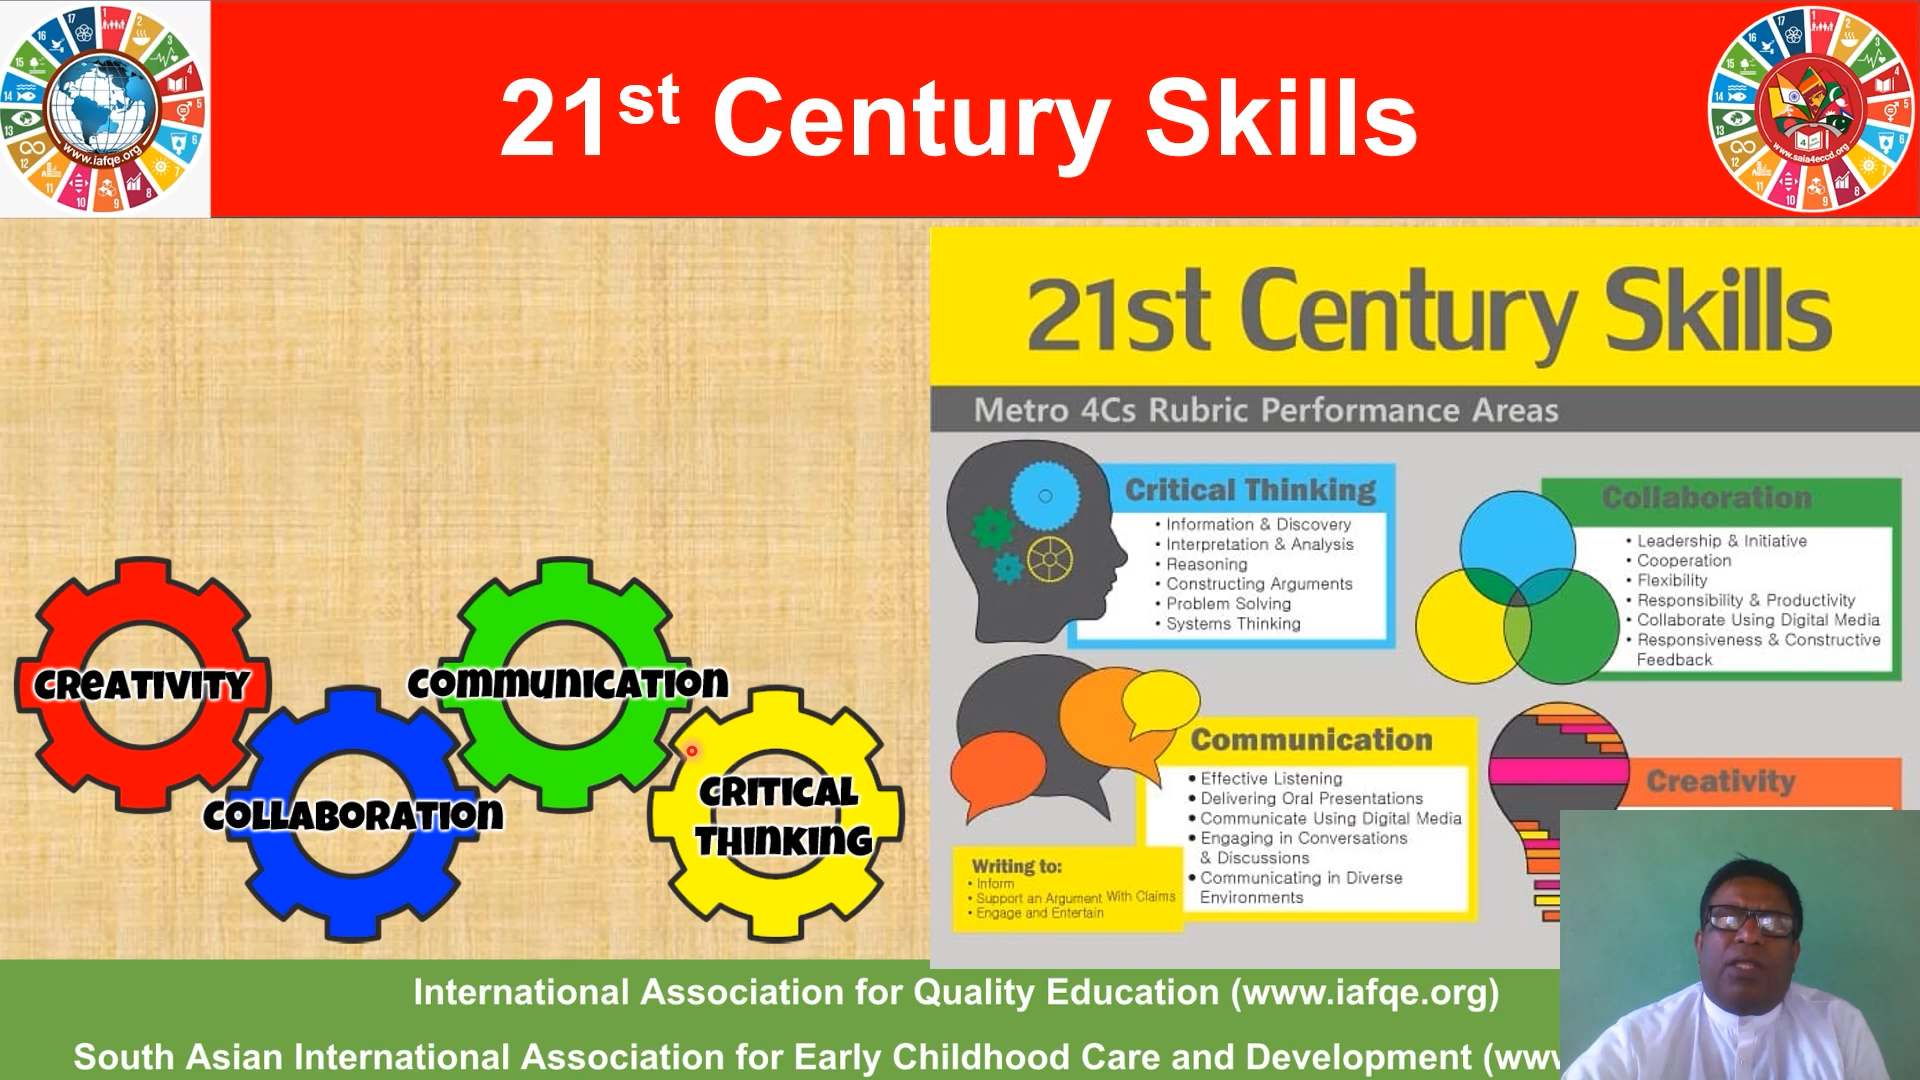 21st Century Skills
www.iafqe.org
www.saia4eccd.org
21st Century Skills
Metro 4Cs Rubric Performance Areas
Critical Thinking
• Information & Discovery
• Interpretation & Analysis
• Reasoning
• Constructing Arguments
• Problem Solving
• Systems Thinking
Collaboration
• Leadership & Initiative
• Cooperation
• Flexibility
• Responsibility & Productivity
• Collaborate Using Digital Media
• Responsiveness & Constructive
Feedback
CREATIVITY
COMMUNICATION
COLLABORATION
CRITICAL
THINKING
Communication
• Effective Listening
• Delivering Oral Presentations
• Communicate Using Digital Media
• Engaging in Conversations
& Discussions
• Communicating in Diverse
Environments
Writing to:
• Inform
• Support an Argument With Claims
• Engage and Entertain
Creativity
International Association for Quality Education (www.iafqe.org)
South Asian International Association for Early Childhood Care and Development (www